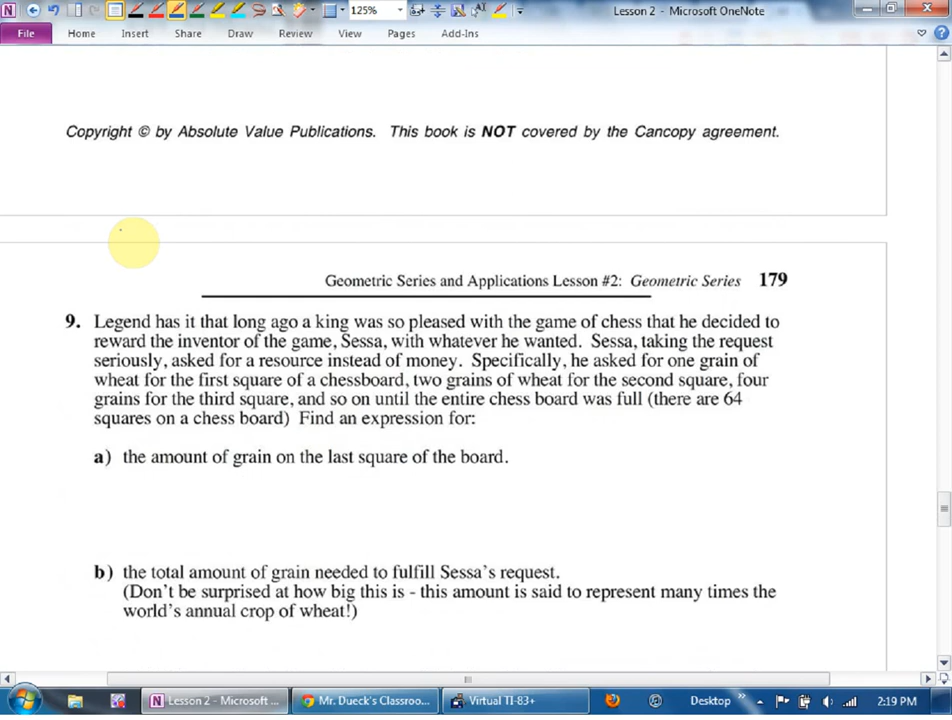 125%
Lesson 2 - Microsoft OneNote
File Home Insert Share Draw Review View Pages Add-Ins
Copyright © by Absolute Value Publications. This book is NOT covered by the Cancopy agreement.
Geometric Series and Applications Lesson #2: Geometric Series 179
9. Legend has it that long ago a king was so pleased with the game of chess that he decided to
reward the inventor of the game, Sessa, with whatever he wanted. Sessa, taking the request
seriously, asked for a resource instead of money. Specifically, he asked for one grain of
wheat for the first square of a chessboard, two grains of wheat for the second square, four
grains for the third square, and so on until the entire chess board was full (there are 64
squares on a chess board) Find an expression for:
a) the amount of grain on the last square of the board.
b) the total amount of grain needed to fulfill Sessa's request.
(Don't be surprised at how big this is - this amount is said to represent many times the
world's annual crop of wheat!)
Lesson 2 - Microsoft ... Mr. Dueck's Classroo... Virtual TI-83+ Desktop 2:19 PM